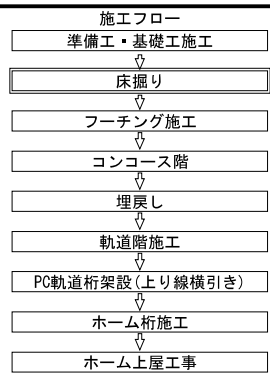 施工フロー
準備工・基礎工施工
床掘り
フーチング施工
コンコース階
埋戻し
軌道階施工
PC軌道桁架設(上り線横引き)
ホーム桁施工
ホーム上屋工事